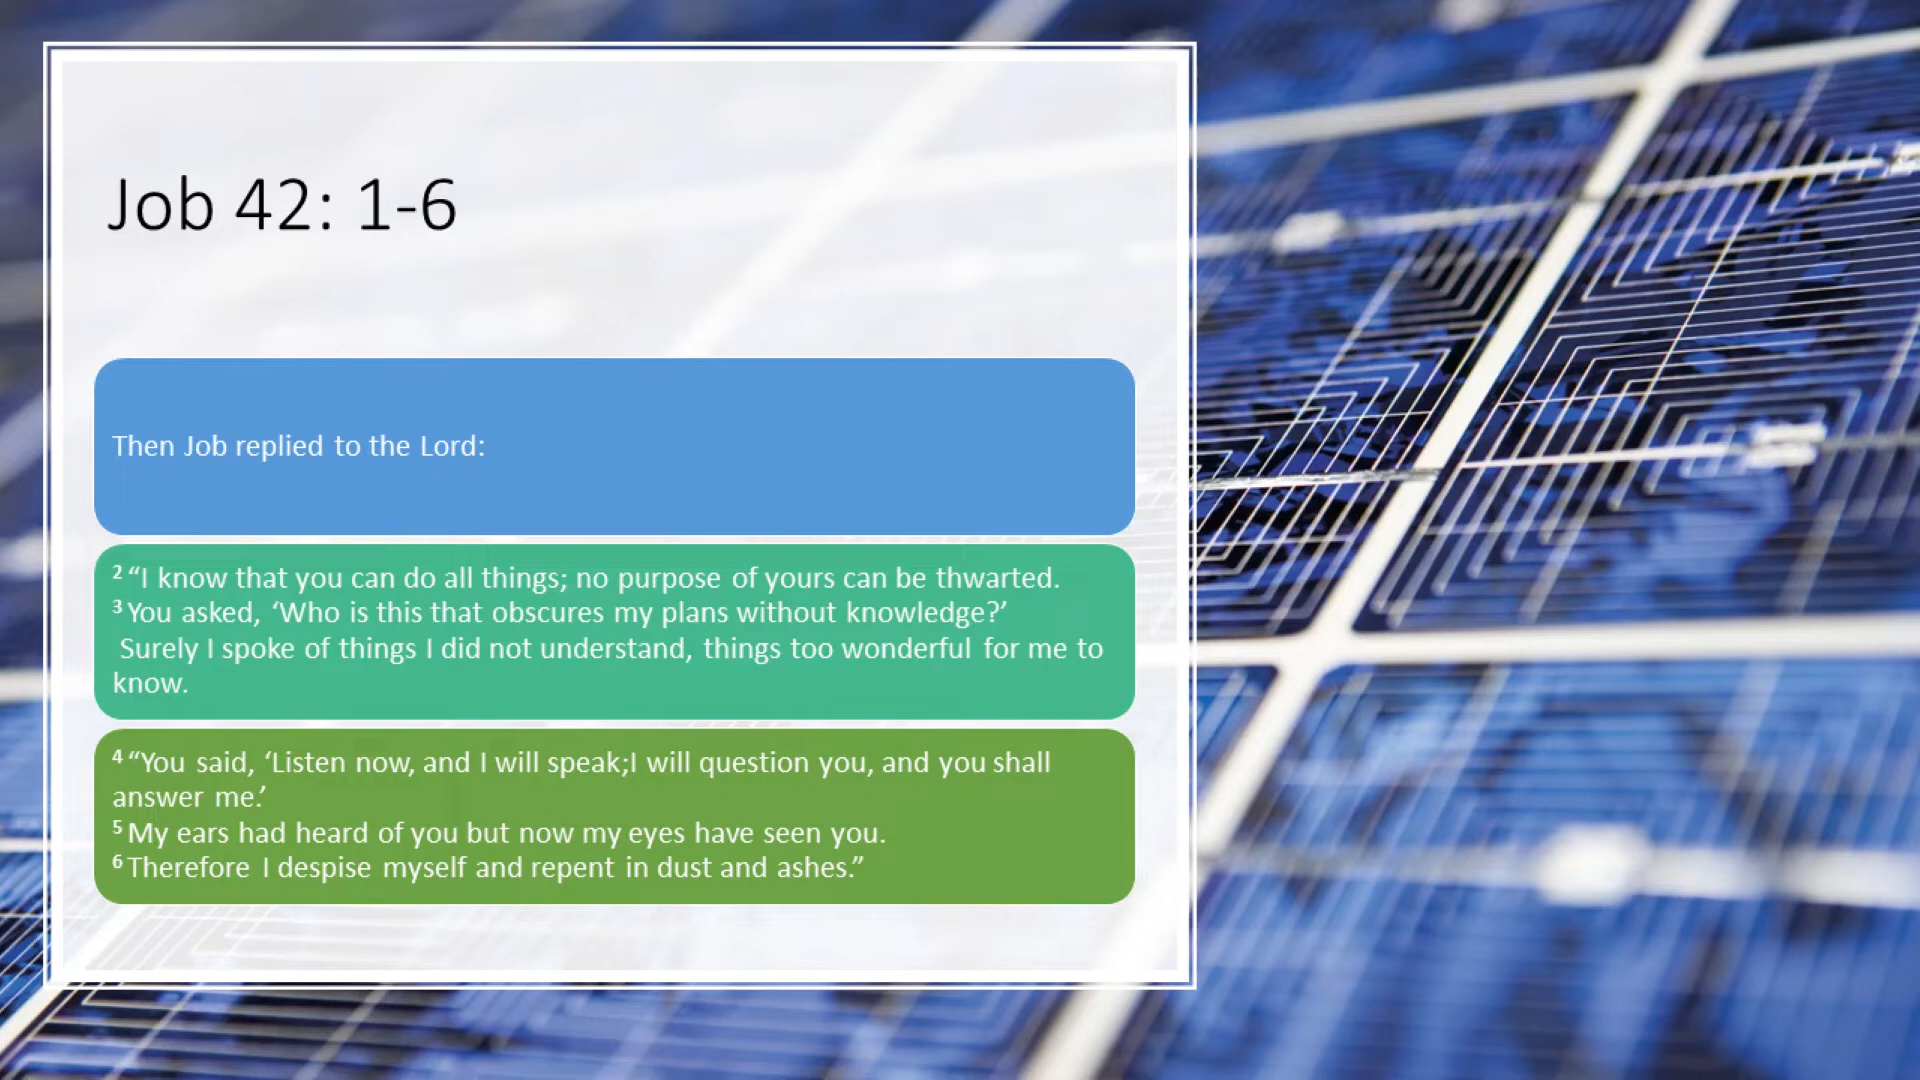 Job 42: 1-6
Then Job replied to the Lord:
2 “I know that you can do all things; no purpose of yours can be thwarted.
3 You asked, ‘Who is this that obscures my plans without knowledge?’
Surely I spoke of things I did not understand, things too wonderful for me to
know.
4 “You said, ‘Listen now, and I will speak;I will question you, and you shall
answer me.’
5 My ears had heard of you but now my eyes have seen you.
6 Therefore I despise myself and repent in dust and ashes.”